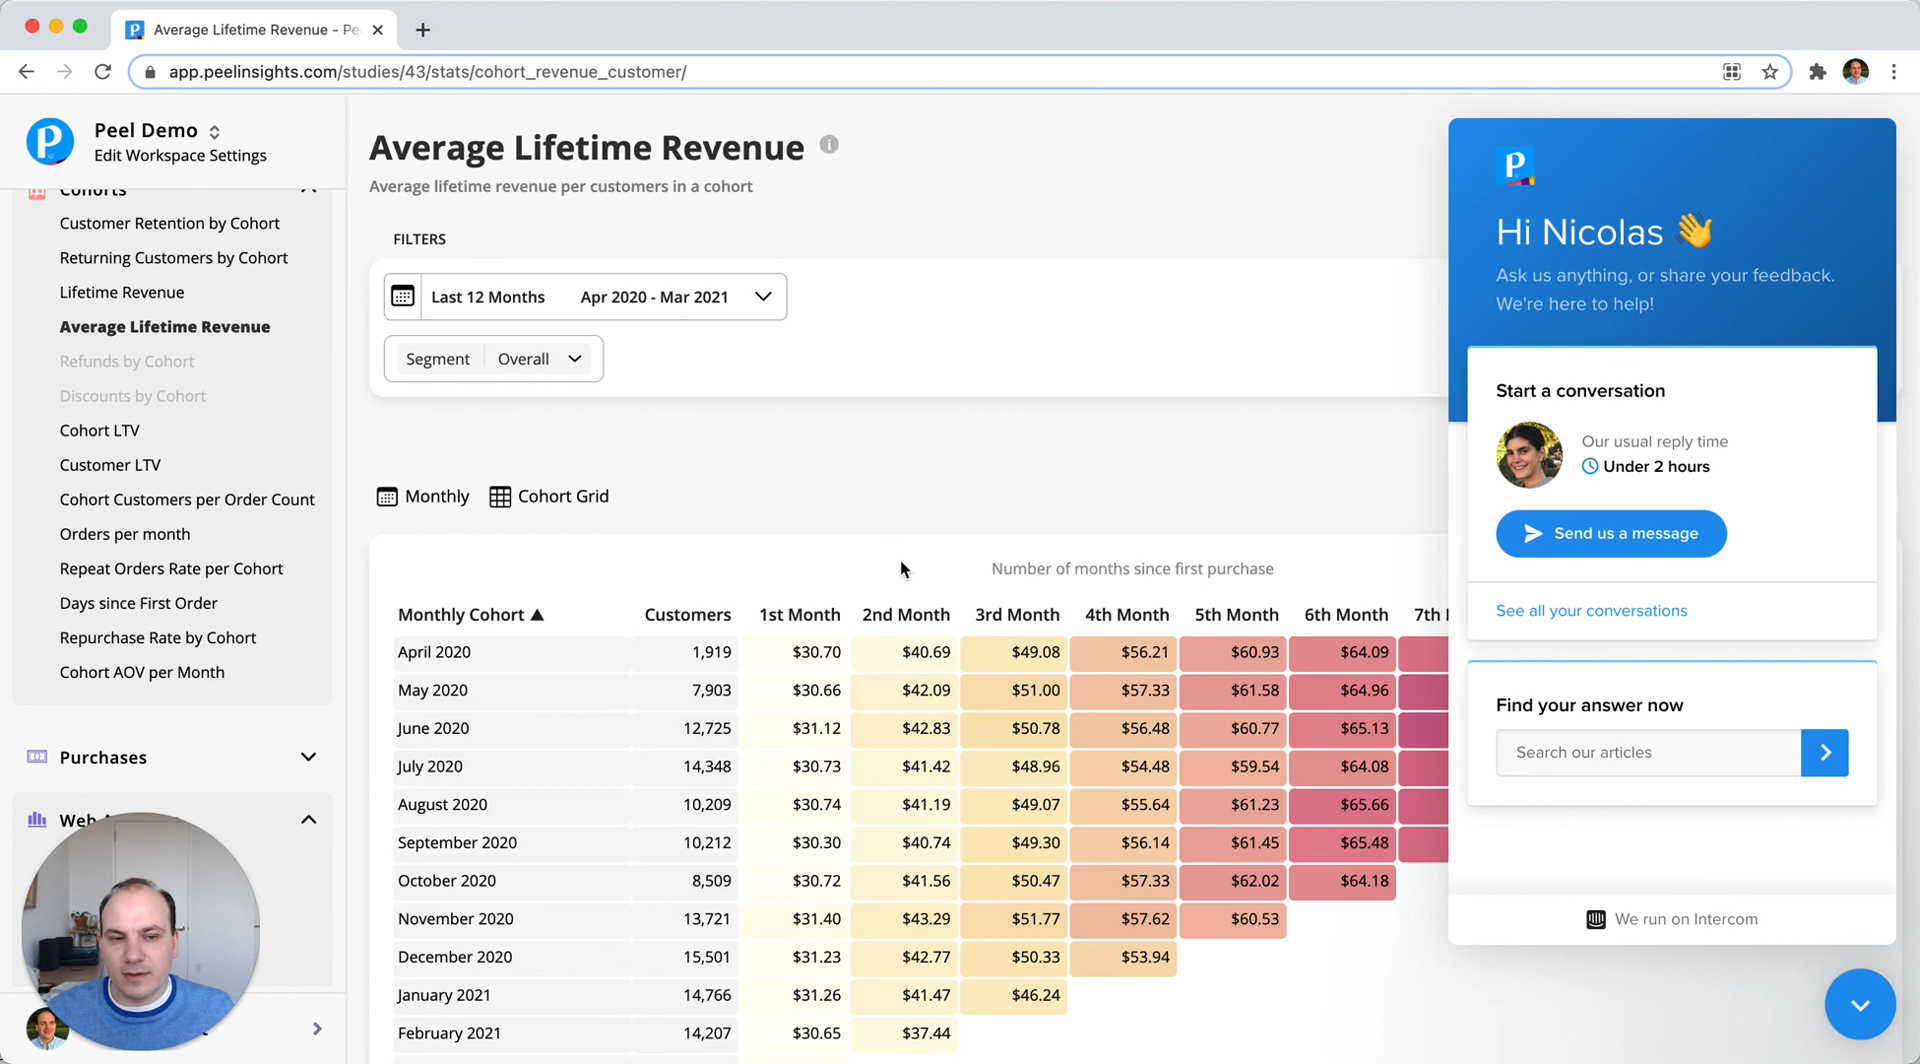 Average Lifetime Revenue - Pe
app.peelinsights.com/studies/43/stats/cohort_revenue_customer/
Peel Demo
Edit Workspace Settings
Cohorts
Customer Retention by Cohort
Returning Customers by Cohort
Lifetime Revenue
Average Lifetime Revenue
Refunds by Cohort
Discounts by Cohort
Cohort LTV
Customer LTV
Cohort Customers per Order Count
Orders per month
Repeat Orders Rate per Cohort
Days since First Order
Repurchase Rate by Cohort
Cohort AOV per Month
Purchases
Web
Average Lifetime Revenue
Average lifetime revenue per customers in a cohort
FILTERS
Last 12 Months Apr 2020 - Mar 2021
Segment Overall
Monthly Cohort Grid
Number of months since first purchase
Monthly Cohort ▲ Customers 1st Month 2nd Month 3rd Month 4th Month 5th Month 6th Month 7th
April 2020 1,919 $30.70 $40.69 $49.08 $56.21 $60.93 $64.09
May 2020 7,903 $30.66 $42.09 $51.00 $57.33 $61.58 $64.96
June 2020 12,725 $31.12 $42.83 $50.78 $56.48 $60.77 $65.13
July 2020 14,348 $30.73 $41.42 $48.96 $54.48 $59.54 $64.08
August 2020 10,209 $30.74 $41.19 $49.07 $55.64 $61.23 $65.66
September 2020 10,212 $30.30 $40.74 $49.30 $56.14 $61.45 $65.48
October 2020 8,509 $30.72 $41.56 $50.47 $57.33 $62.02 $64.18
November 2020 13,721 $31.40 $43.29 $51.77 $57.62 $60.53
December 2020 15,501 $31.23 $42.77 $50.33 $53.94
January 2021 14,766 $31.26 $41.47 $46.24
February 2021 14,207 $30.65 $37.44
Hi Nicolas 👋
Ask us anything, or share your feedback.
We're here to help!
Start a conversation
Our usual reply time
Under 2 hours
Send us a message
See all your conversations
Find your answer now
Search our articles
We run on Intercom